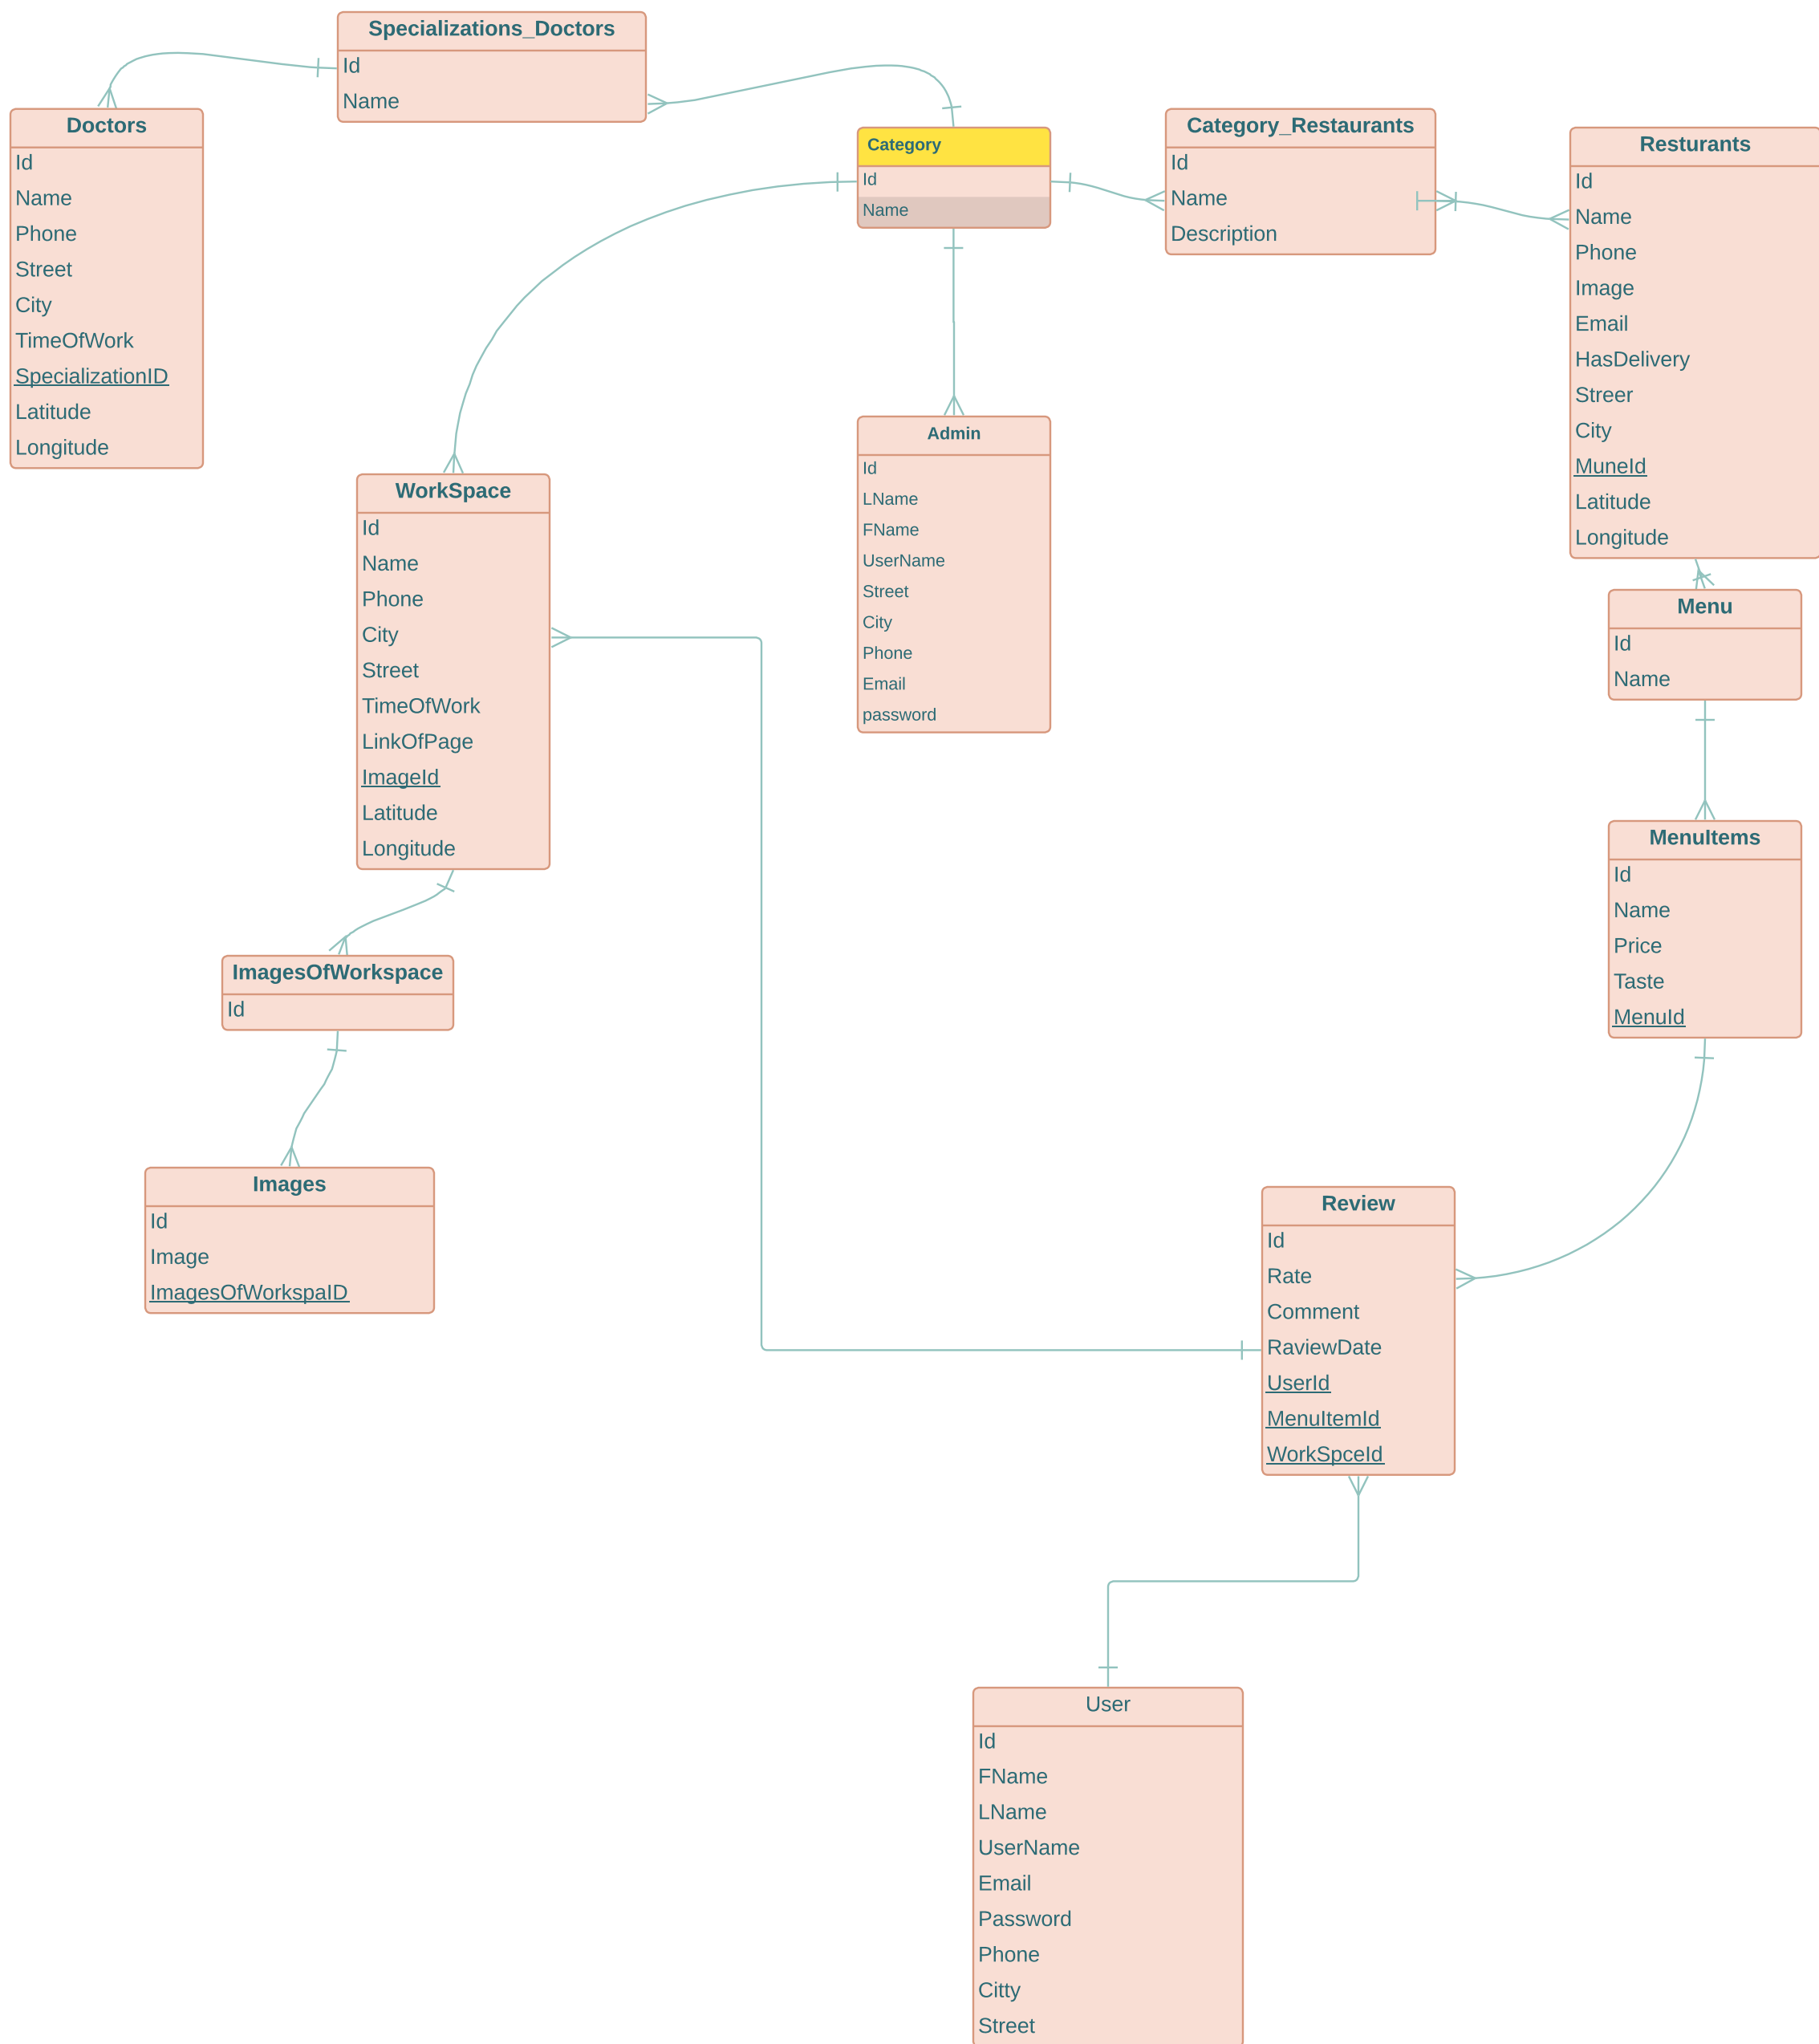 Specializations_Doctors
Id
Name
Doctors
Id
Name
Phone
Street
City
TimeOfWork
SpecializationID
Latitude
Longitude
Category
Id
Name
Category_Restaurants
Id
Name
Description
Resturants
Id
Name
Phone
Image
Email
HasDelivery
Streer
City
MuneId
Latitude
Longitude
WorkSpace
Id
Name
Phone
City
Street
TimeOfWork
LinkOfPage
ImageId
Latitude
Longitude
Admin
Id
LName
FName
UserName
Street
City
Phone
Email
password
Menu
Id
Name
MenuItems
Id
Name
Price
Taste
MenuId
ImagesOfWorkspace
Id
Images
Id
Image
ImagesOfWorkspaID
Review
Id
Rate
Comment
RaviewDate
UserId
MenuItemId
WorkSpceId
User
Id
FName
LName
UserName
Email
Password
Phone
Citty
Street